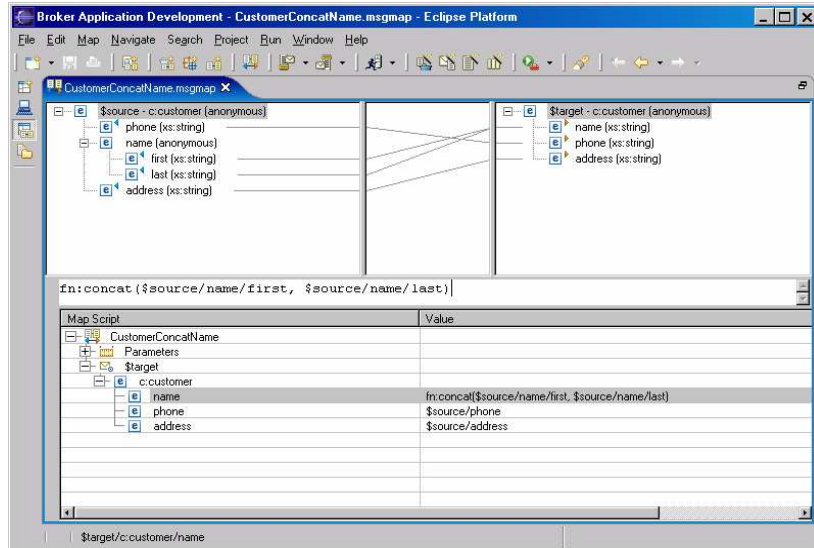 Broker Application Development - CustomerConcatName.msgmap - Eclipse Platform
File Edit Map Navigate Search Project Run Window Help
CustomerConcatName.msgmap
$source - c:customer (anonymous)
phone (xs:string)
name (anonymous)
first (xs:string)
last (xs:string)
address (xs:string)
$target - c:customer (anonymous)
name (xs:string)
phone (xs:string)
address (xs:string)
fn:concat($source/name/first, $source/name/last)
Map Script Value
CustomerConcatName
Parameters
$target
c:customer
name fn:concat($source/name/first, $source/name/last)
phone $source/phone
address $source/address
$target/c:customer/name